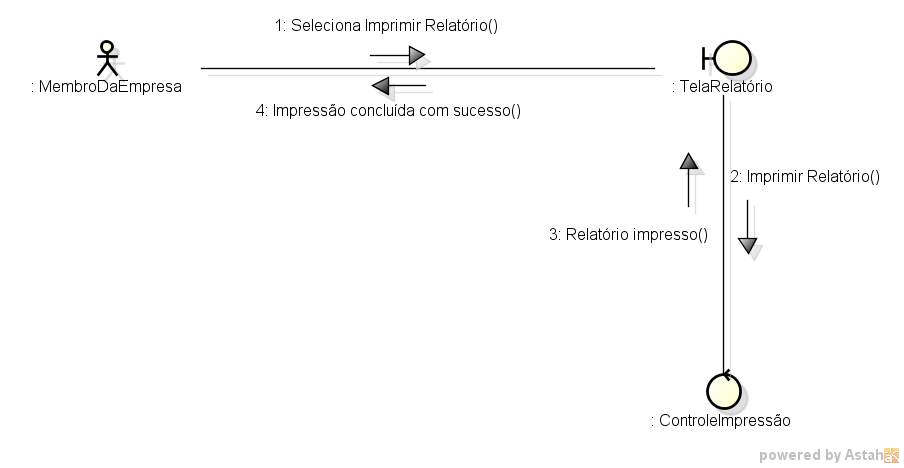 1: Seleciona Imprimir Relatório()
: MembroDaEmpresa
: TelaRelatório
4: Impressão concluída com sucesso()
2: Imprimir Relatório()
3: Relatório impresso()
: ControleImpressão
powered by Astah